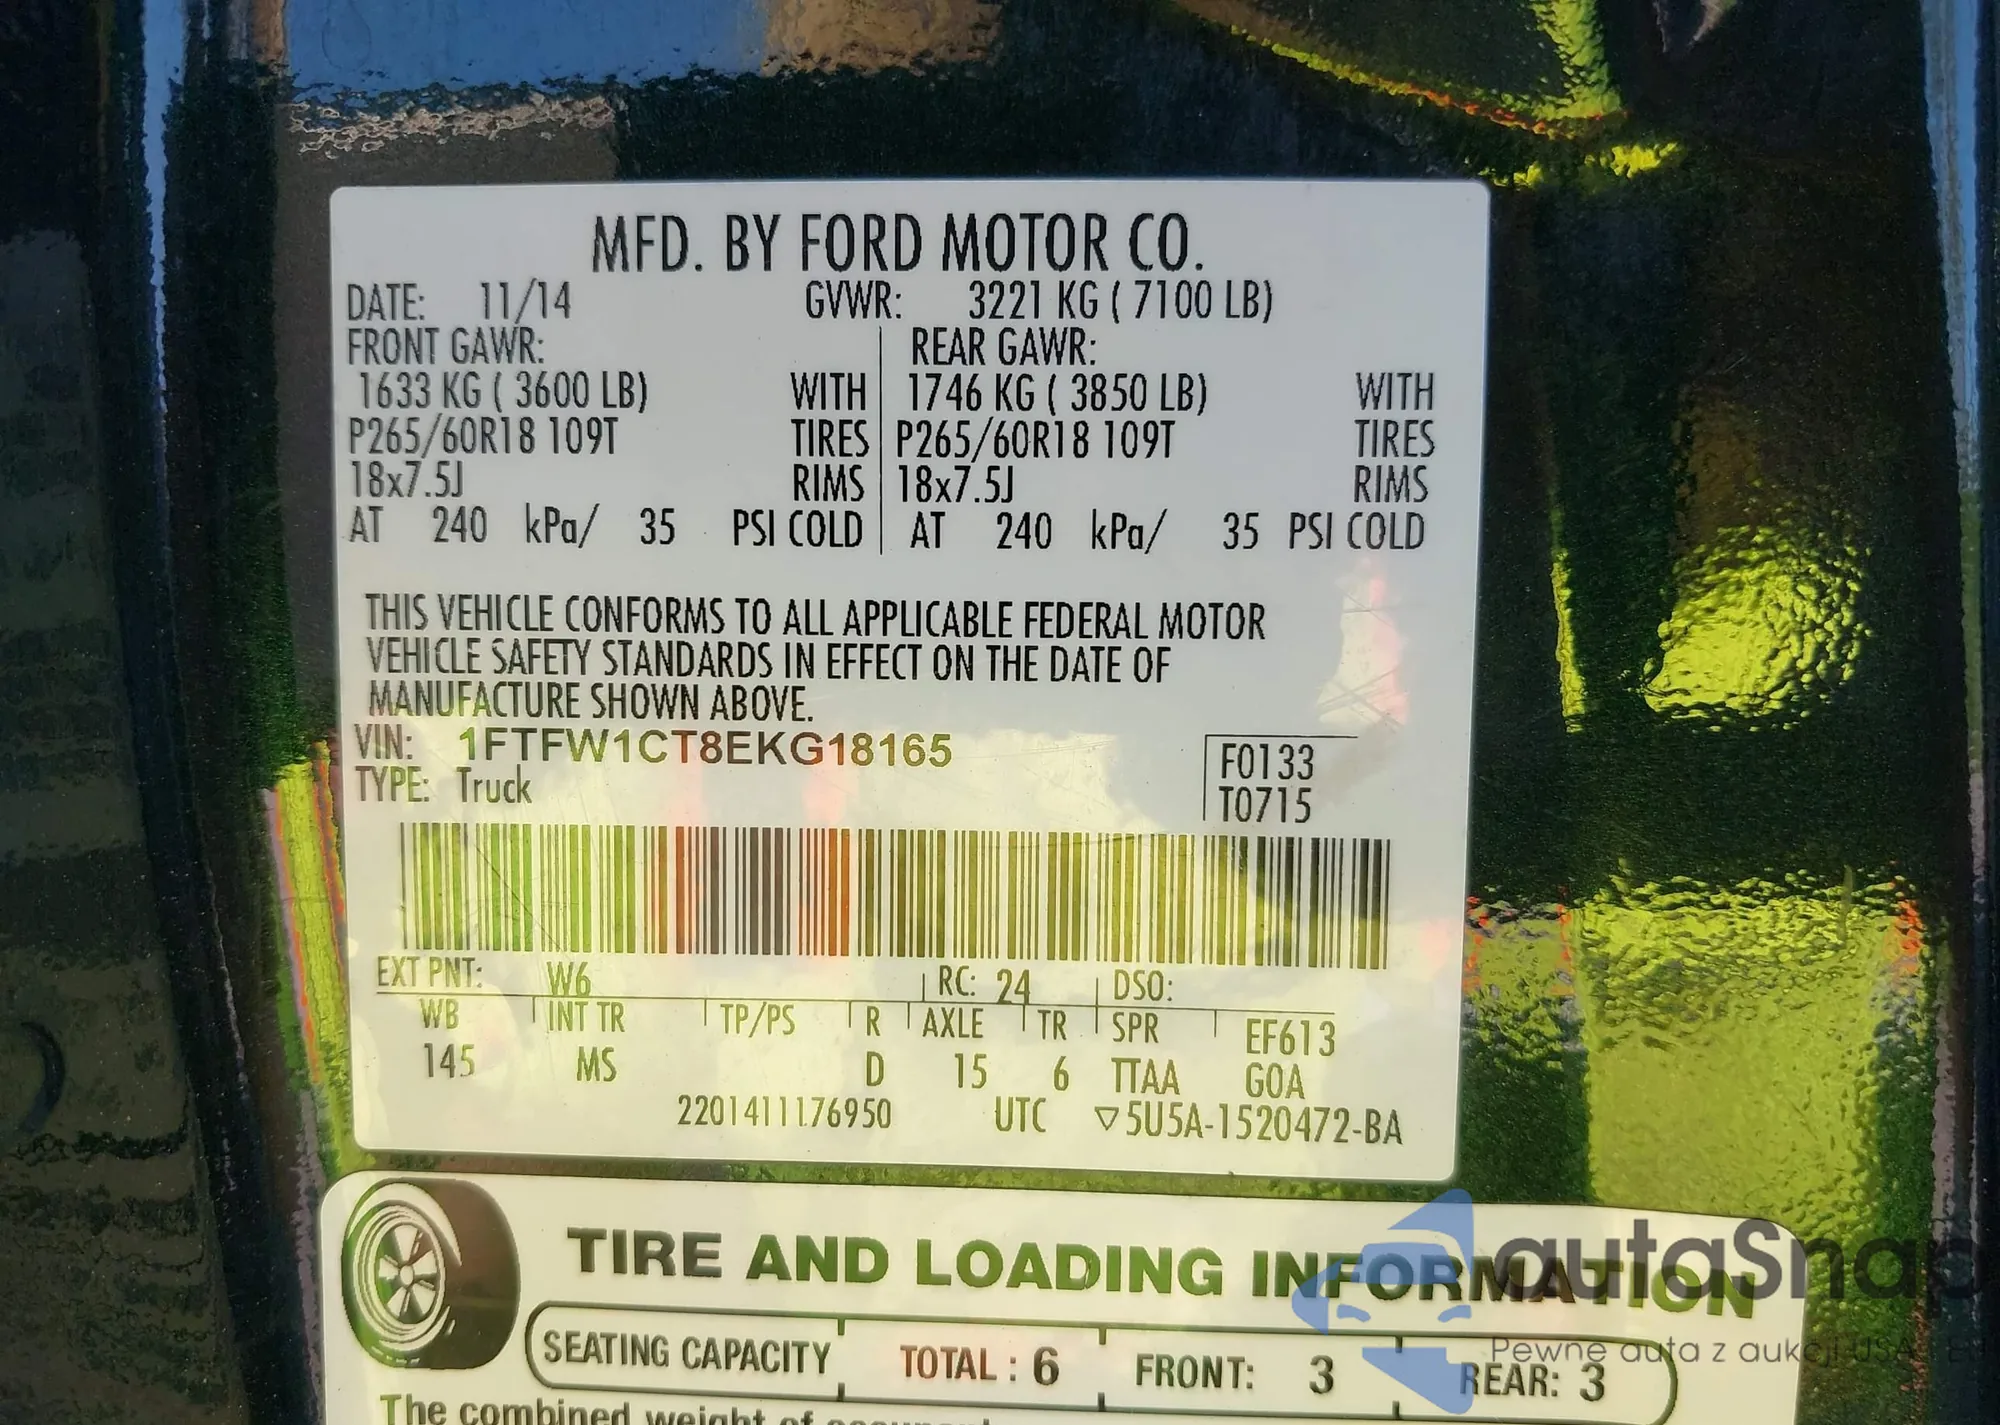 MFD. BY FORD MOTOR CO.
DATE: 11/14 GVWR: 3221 KG ( 7100 LB)
FRONT GAWR: REAR GAWR:
1633 KG ( 3600 LB) WITH 1746 KG ( 3850 LB) WITH
P265/60R18 109T TIRES P265/60R18 109T TIRES
18x7.5J RIMS 18x7.5J RIMS
AT 240 kPa/ 35 PSI COLD AT 240 kPa/ 35 PSI COLD
THIS VEHICLE CONFORMS TO ALL APPLICABLE FEDERAL MOTOR
VEHICLE SAFETY STANDARDS IN EFFECT ON THE DATE OF
MANUFACTURE SHOWN ABOVE.
VIN: 1FTFW1CT8EKG18165
F0133
TYPE: Truck
T0715
EXT PNT: W6 RC: 24 DSO:
WB INT TR TP/PS R AXLE TR SPR EF613
145 MS D 15 6 TTAA GOA
2201411176950 UTC ▽5U5A-1520472-BA
TIRE AND LOADING INFORMATION
autaSnap
SEATING CAPACITY TOTAL : 6 FRONT: 3 REAR: 3
Pewne auta z aukcji USA
The combined weight of